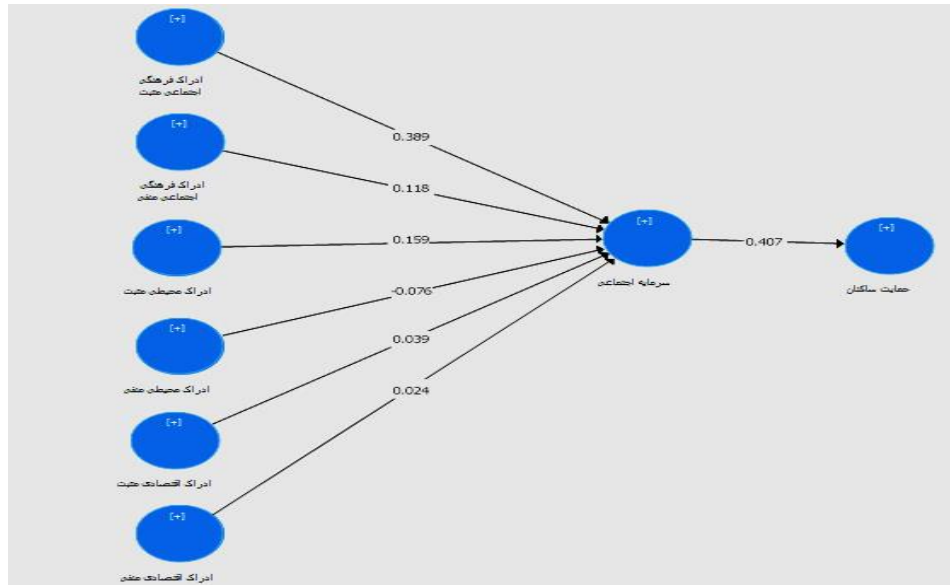 [+]
ادراک فرهنگی
اجتماعی مثبت
[+]
ادراک فرهنگی
اجتماعی منفی
[+]
ادراک محیطی مثبت
[+]
ادراک محیطی منفی
[+]
ادراک اقتصادی مثبت
[+]
ادراک اقتصادی منفی
0.389
0.118
0.159
-0.076
0.039
0.024
[+]
سرمایه اجتماعی
0.407
[+]
حمایت ساکنان